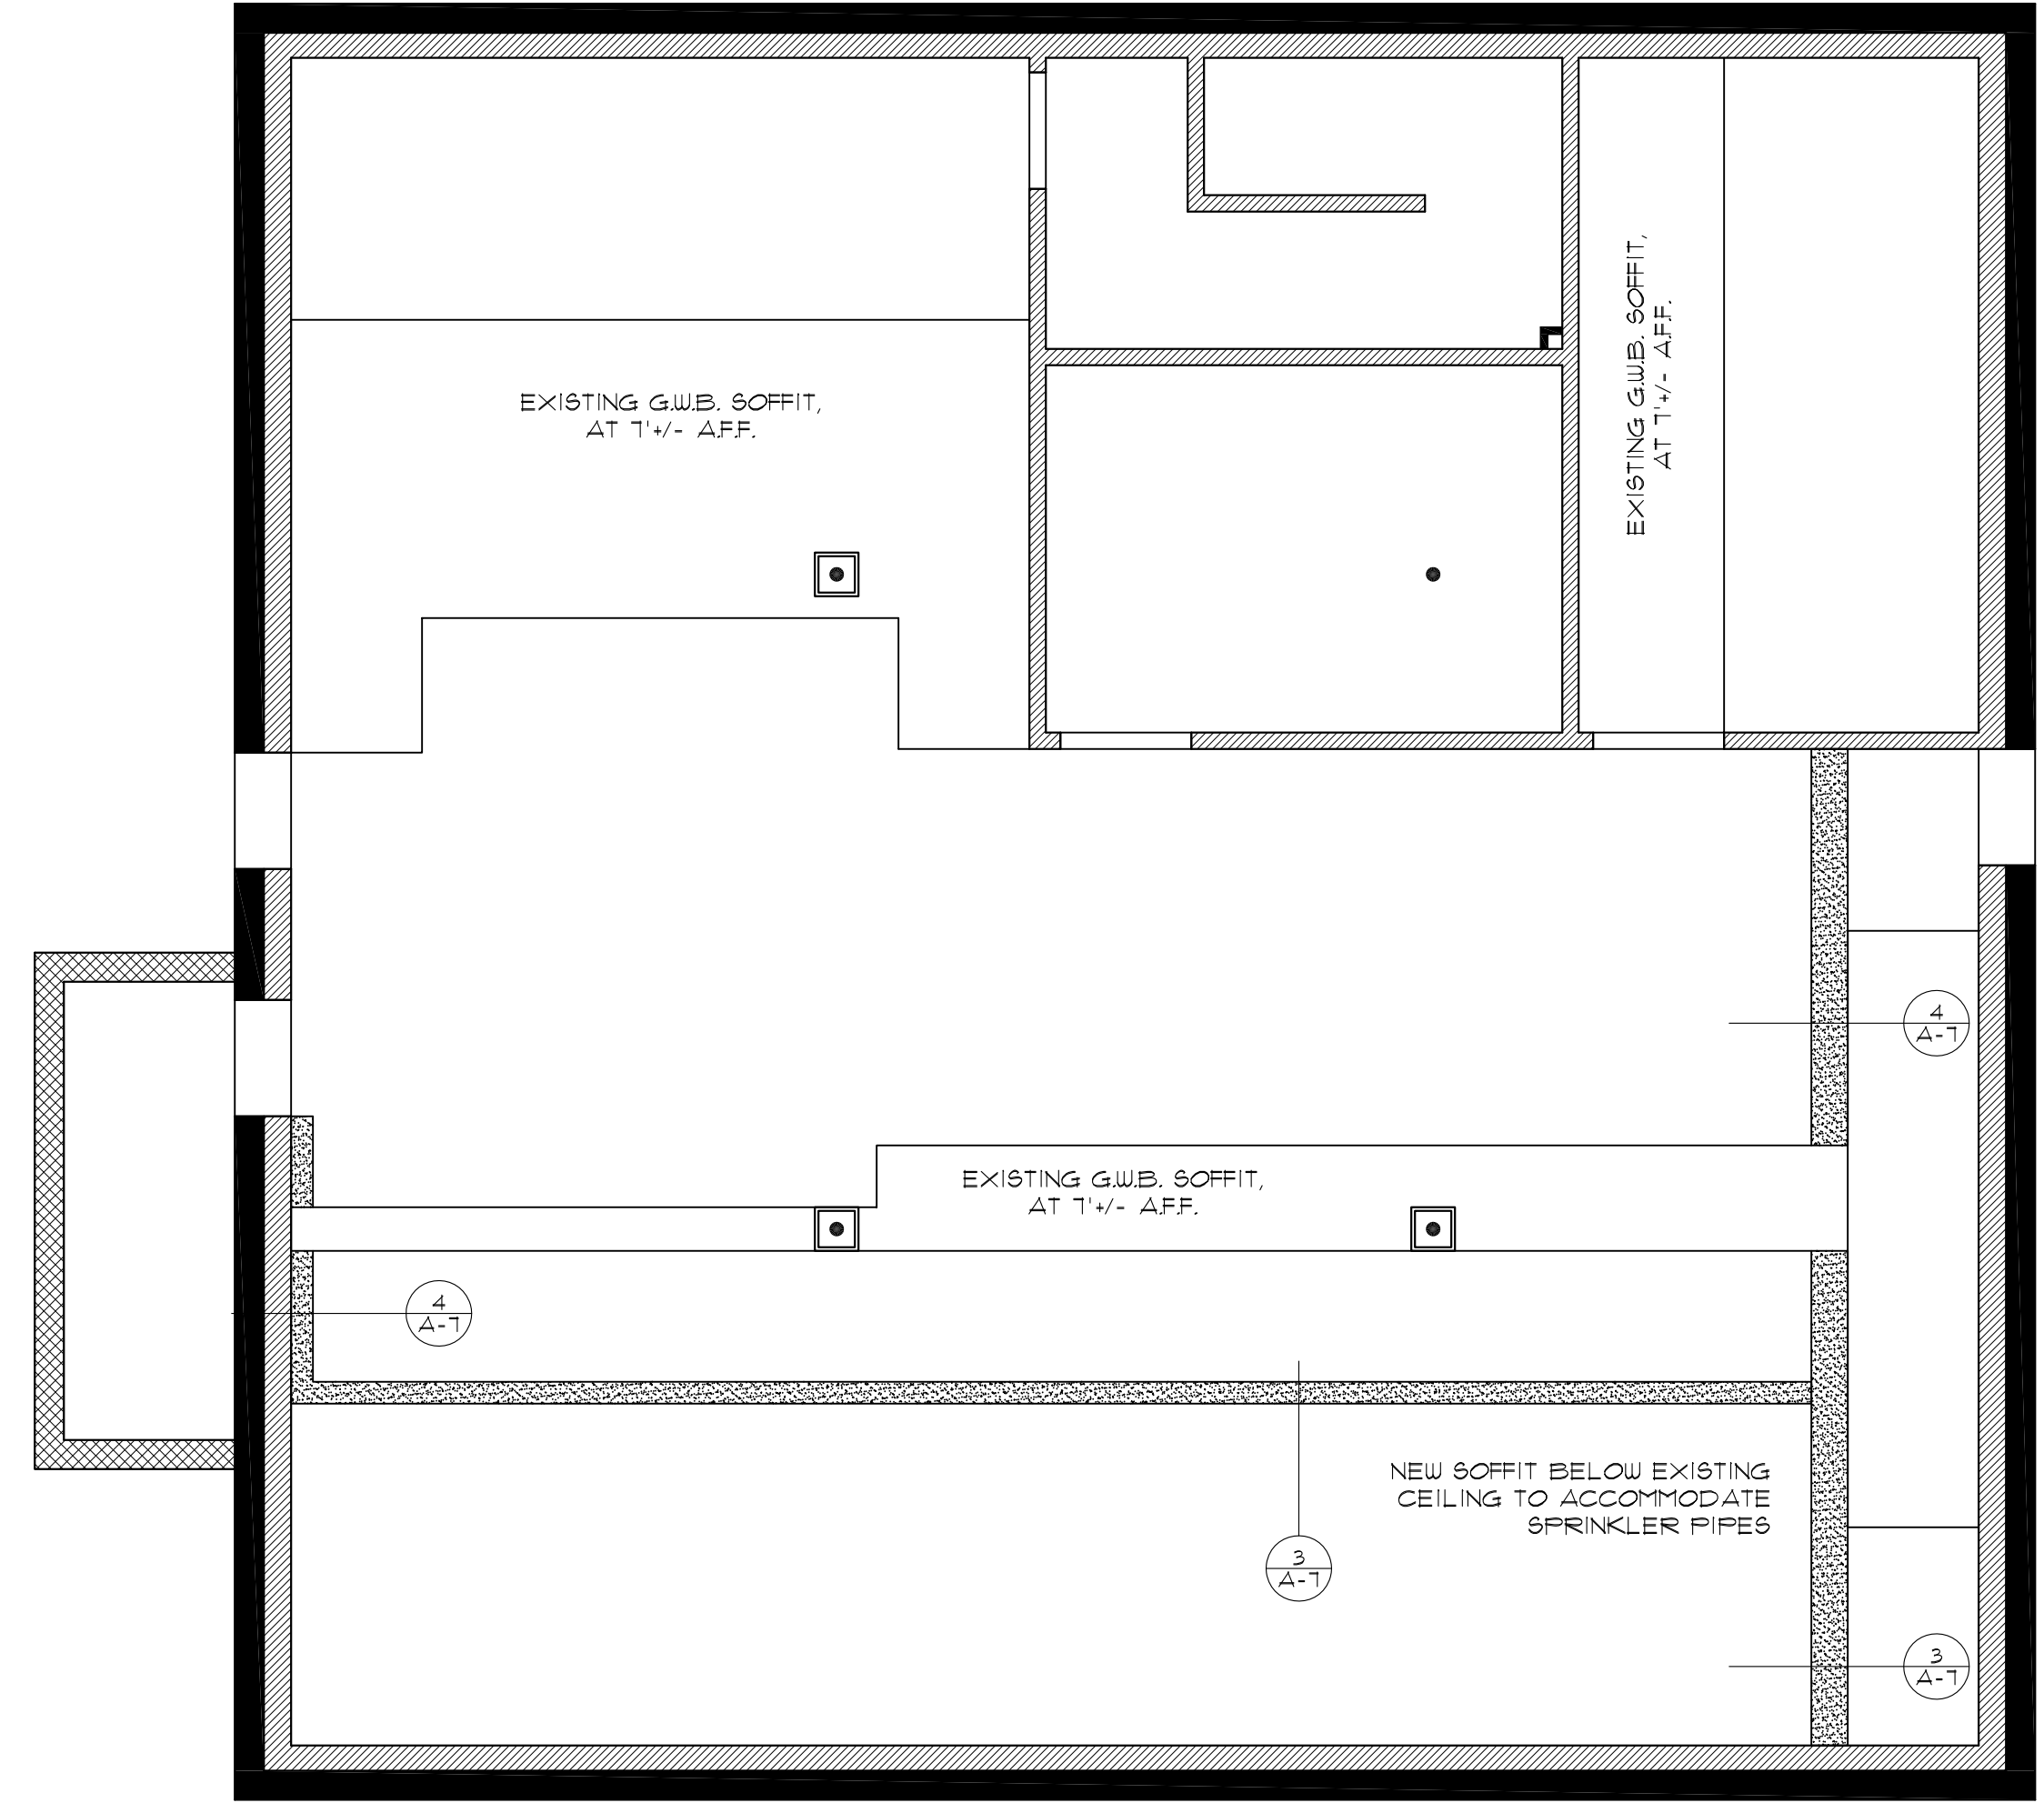 EXISTING G.W.B. SOFFIT,
AT 7'+/- A.F.F.
EXISTING G.W.B. SOFFIT,
AT 7'+/- A.F.F.
4
A-7
EXISTING G.W.B. SOFFIT,
AT 7'+/- A.F.F.
4
A-7
NEW SOFFIT BELOW EXISTING
CEILING TO ACCOMMODATE
SPRINKLER PIPES
3
A-7
3
A-7